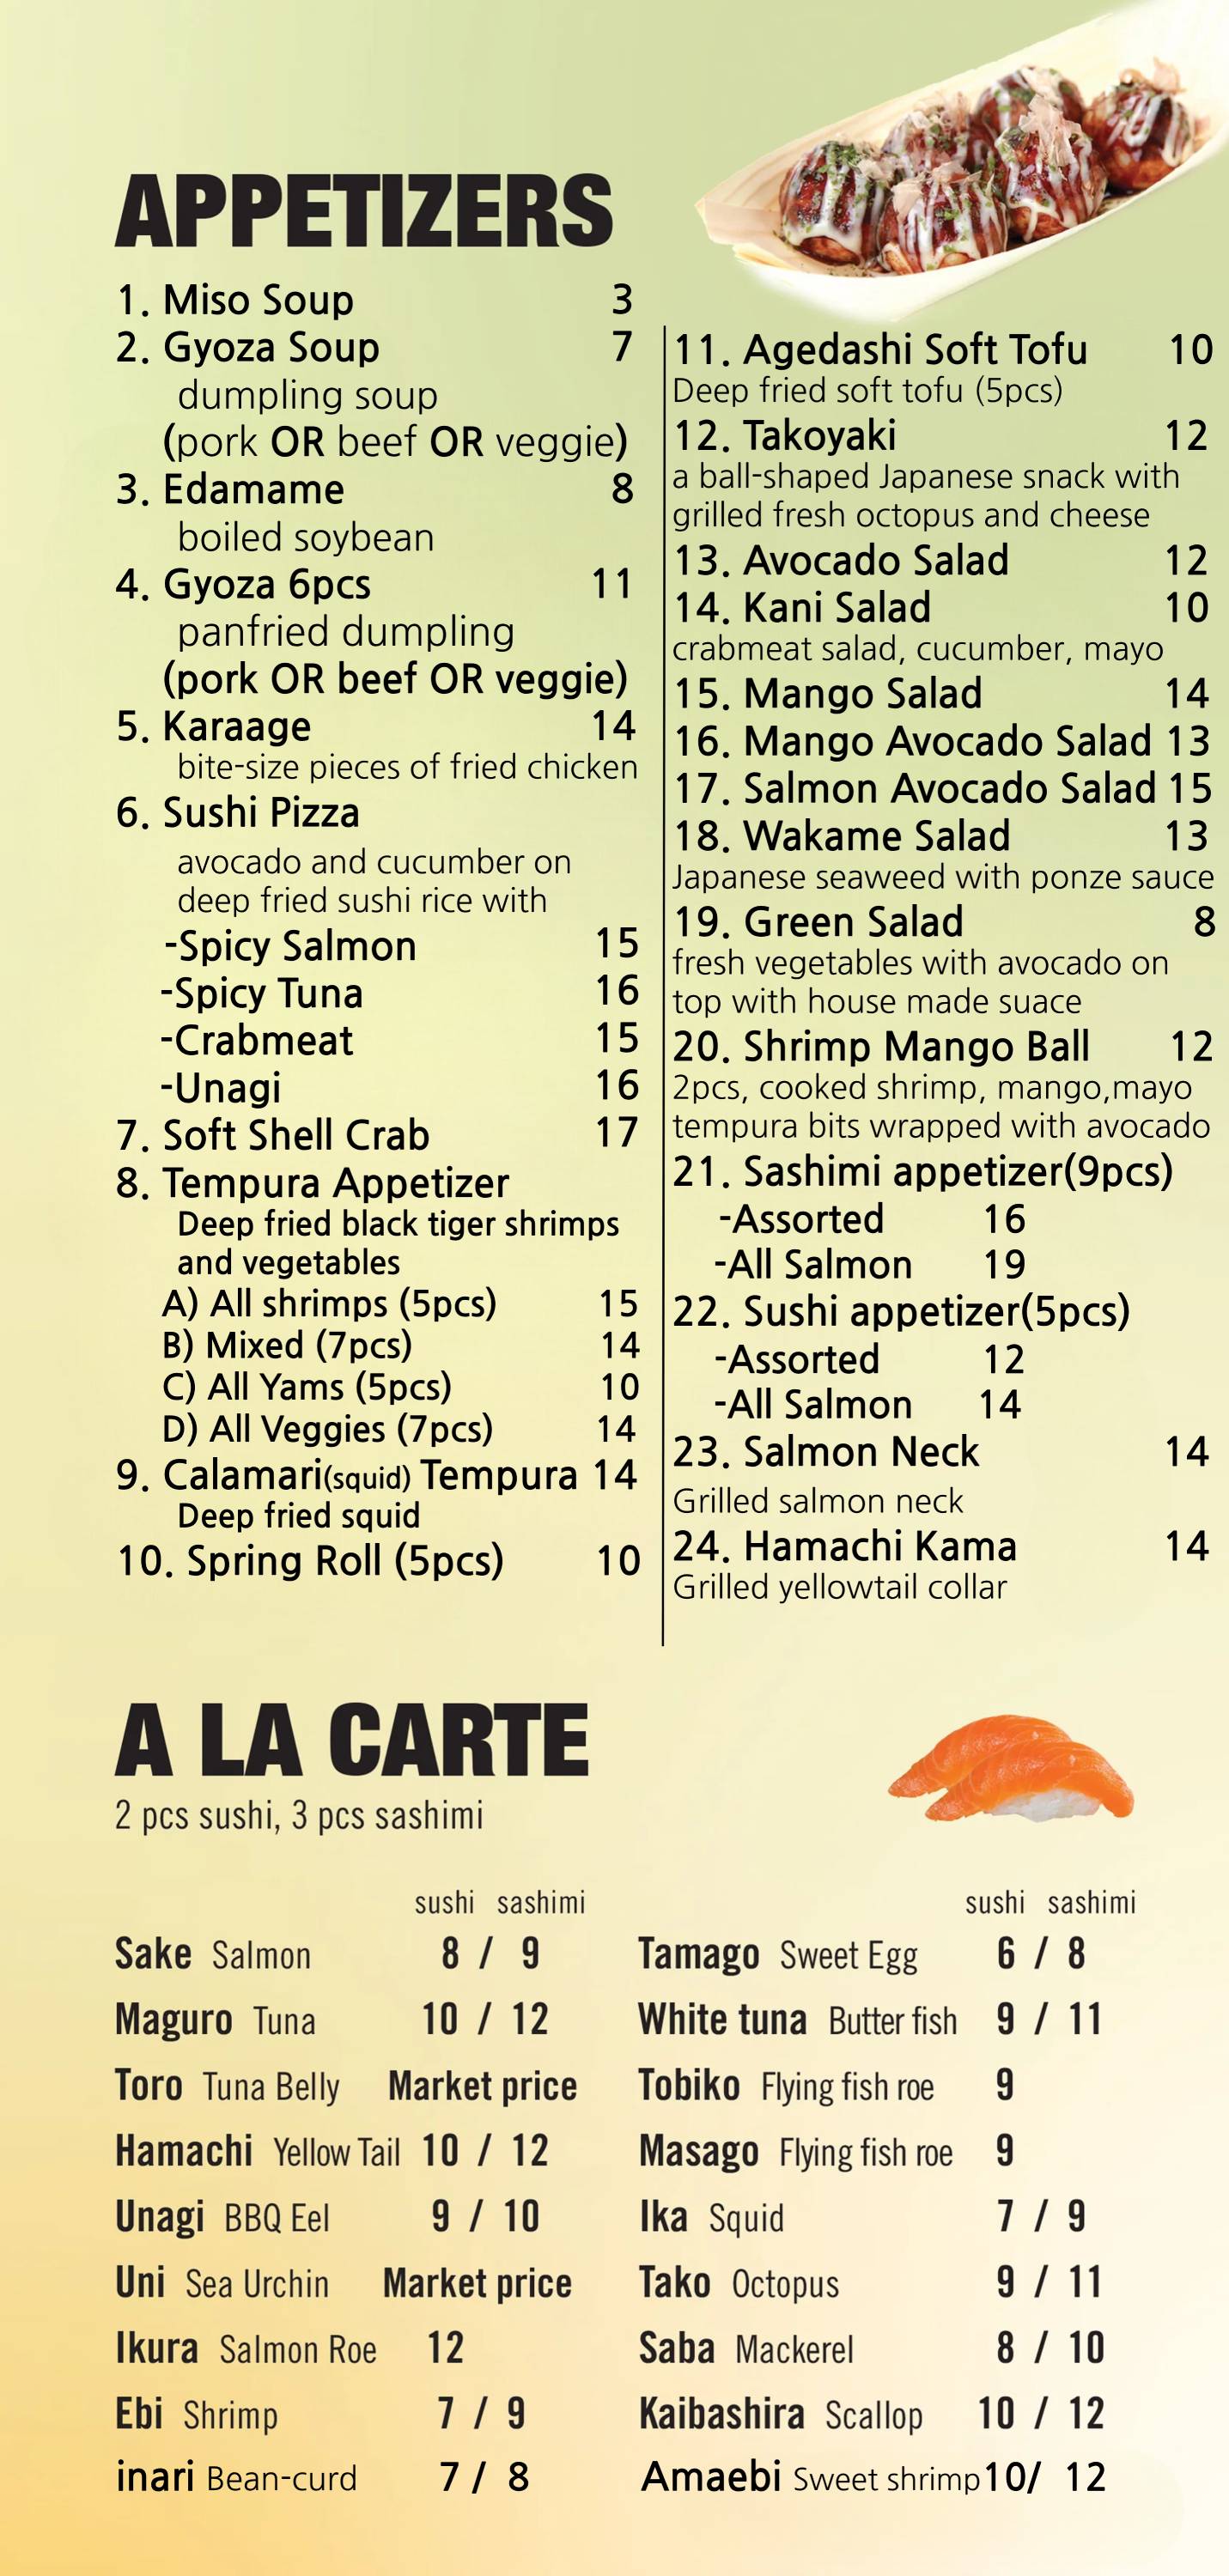 APPETIZERS
1. Miso Soup 3
2. Gyoza Soup 7
dumpling soup
(pork OR beef OR veggie)
3. Edamame 8
boiled soybean
4. Gyoza 6pcs 11
panfried dumpling
(pork OR beef OR veggie)
5. Karaage 14
bite-size pieces of fried chicken
6. Sushi Pizza
avocado and cucumber on
deep fried sushi rice with
-Spicy Salmon 15
-Spicy Tuna 16
-Crabmeat 15
-Unagi 16
7. Soft Shell Crab 17
8. Tempura Appetizer
Deep fried black tiger shrimps
and vegetables
A) All shrimps (5pcs) 15
B) Mixed (7pcs) 14
C) All Yams (5pcs) 10
D) All Veggies (7pcs) 14
9. Calamari(squid) Tempura 14
Deep fried squid
10. Spring Roll (5pcs) 10
11. Agedashi Soft Tofu 10
Deep fried soft tofu (5pcs)
12. Takoyaki 12
a ball-shaped Japanese snack with
grilled fresh octopus and cheese
13. Avocado Salad 12
14. Kani Salad 10
crabmeat salad, cucumber, mayo
15. Mango Salad 14
16. Mango Avocado Salad 13
17. Salmon Avocado Salad 15
18. Wakame Salad 13
Japanese seaweed with ponze sauce
19. Green Salad 8
fresh vegetables with avocado on
top with house made suace
20. Shrimp Mango Ball 12
2pcs, cooked shrimp, mango,mayo
tempura bits wrapped with avocado
21. Sashimi appetizer(9pcs)
-Assorted 16
-All Salmon 19
22. Sushi appetizer(5pcs)
-Assorted 12
-All Salmon 14
23. Salmon Neck 14
Grilled salmon neck
24. Hamachi Kama 14
Grilled yellowtail collar
A LA CARTE
2 pcs sushi, 3 pcs sashimi
sushi sashimi
Sake Salmon 8 / 9
Maguro Tuna 10 / 12
Toro Tuna Belly Market price
Hamachi Yellow Tail 10 / 12
Unagi BBQ Eel 9 / 10
Uni Sea Urchin Market price
Ikura Salmon Roe 12
Ebi Shrimp 7 / 9
inari Bean-curd 7 / 8
sushi sashimi
Tamago Sweet Egg 6 / 8
White tuna Butter fish 9 / 11
Tobiko Flying fish roe 9
Masago Flying fish roe 9
Ika Squid 7 / 9
Tako Octopus 9 / 11
Saba Mackerel 8 / 10
Kaibashira Scallop 10 / 12
Amaebi Sweet shrimp 10/ 12